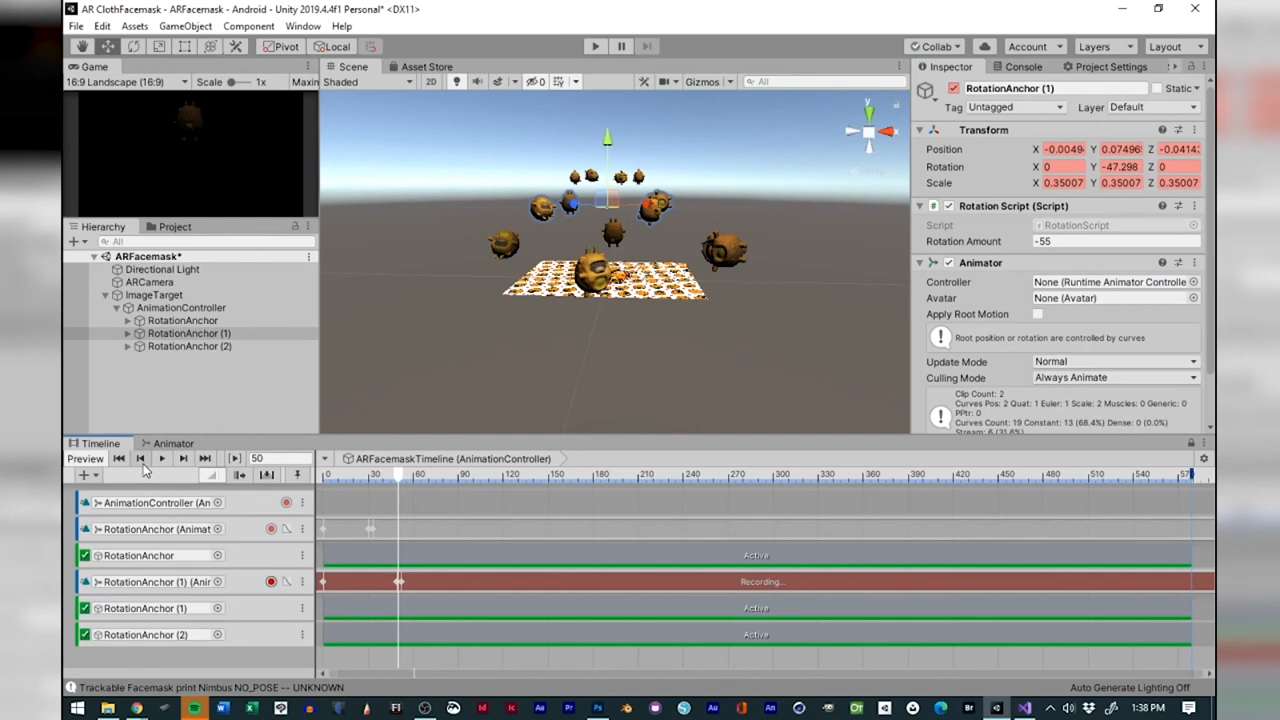 AR ClothFacemask - ARFacemask - Android - Unity 2019.4.4f1 Personal* <DX11>
File Edit Assets GameObject Component Window Help
Pivot Local Collab Account Layers Layout
Game
16:9 Landscape (16:9) Scale 1x Maxin
Scene Asset Store
Shaded 2D 0 Gizmos All
y
x
Hierarchy Project
All
ARFacemask*
Directional Light
ARCamera
ImageTarget
AnimationController
RotationAnchor
RotationAnchor (1)
RotationAnchor (2)
Inspector Console Project Settings
RotationAnchor (1) Static
Tag Untagged Layer Default
Transform
Position X -0.0049 Y 0.07496 Z -0.0414
Rotation X 0 Y -47.298 Z 0
Scale X 0.35007 Y 0.35007 Z 0.35007
Rotation Script (Script)
Script RotationScript
Rotation Amount -55
Animator
Controller None (Runtime Animator Controlle
Avatar None (Avatar)
Apply Root Motion
Root position or rotation are controlled by curves
Update Mode Normal
Culling Mode Always Animate
Clip Count: 2
Curves Pos: 2 Quat: 1 Euler: 1 Scale: 2 Muscles: 0 Generic: 0
PPtr: 0
Curves Count: 19 Constant: 13 (68.4%) Dense: 0 (0.0%)
Stream: 6 (31.6%)
Timeline Animator
Preview 50 ARFacemaskTimeline (AnimationController)
0 30 60 90 120 150 180 210 240 270 300 330 360 390 420 450 480 510 540 57
AnimationController (An
RotationAnchor (Animat
RotationAnchor Active
RotationAnchor (1) (Anir Recording...
RotationAnchor (1) Active
RotationAnchor (2) Active
Trackable Facemask print Nimbus NO_POSE -- UNKNOWN Auto Generate Lighting Off
1:38 PM